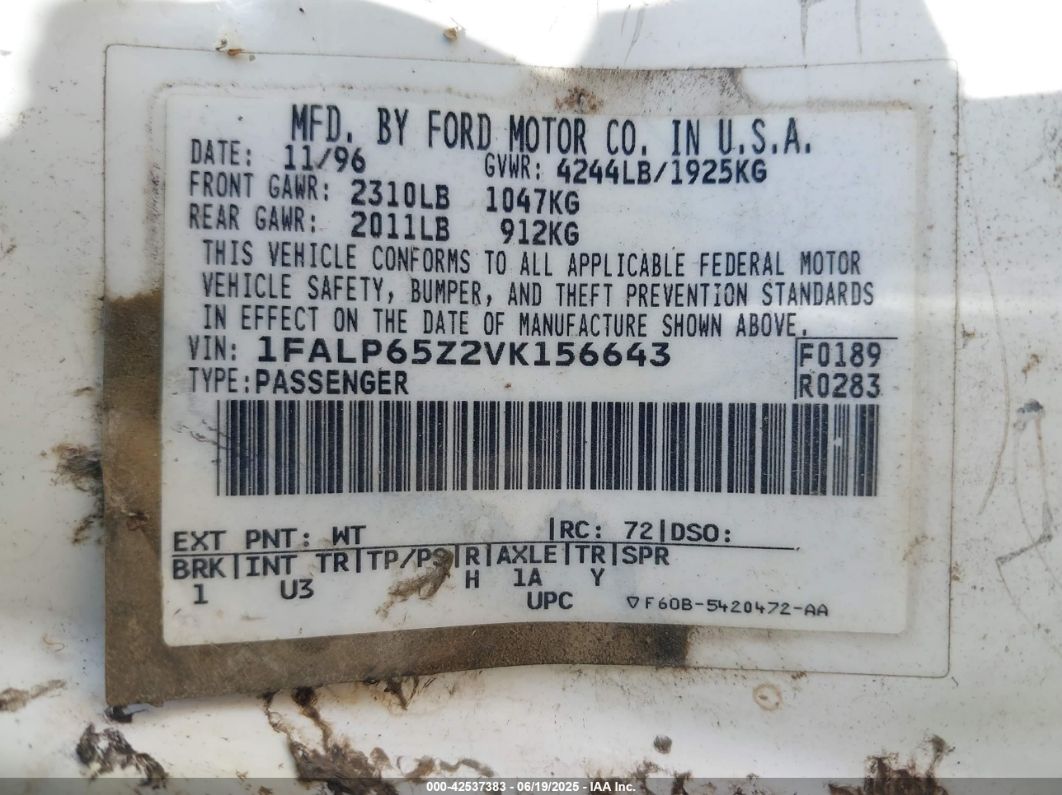 MFD. BY FORD MOTOR CO. IN U.S.A.
DATE: 11/96 GVWR: 4244LB/1925KG
FRONT GAWR: 2310LB 1047KG
REAR GAWR: 2011LB 912KG
THIS VEHICLE CONFORMS TO ALL APPLICABLE FEDERAL MOTOR
VEHICLE SAFETY, BUMPER, AND THEFT PREVENTION STANDARDS
IN EFFECT ON THE DATE OF MANUFACTURE SHOWN ABOVE.
VIN: 1FALP65Z2VK156643 F0189
TYPE: PASSENGER R0283
EXT PNT: WT |RC: 72|DSO:
BRK|INT TR|TP/PS|R|AXLE|TR|SPR
1 U3 H 1A Y
UPC ▽F60B-5420472-AA
000-42537383 - 06/19/2025 - IAA Inc.